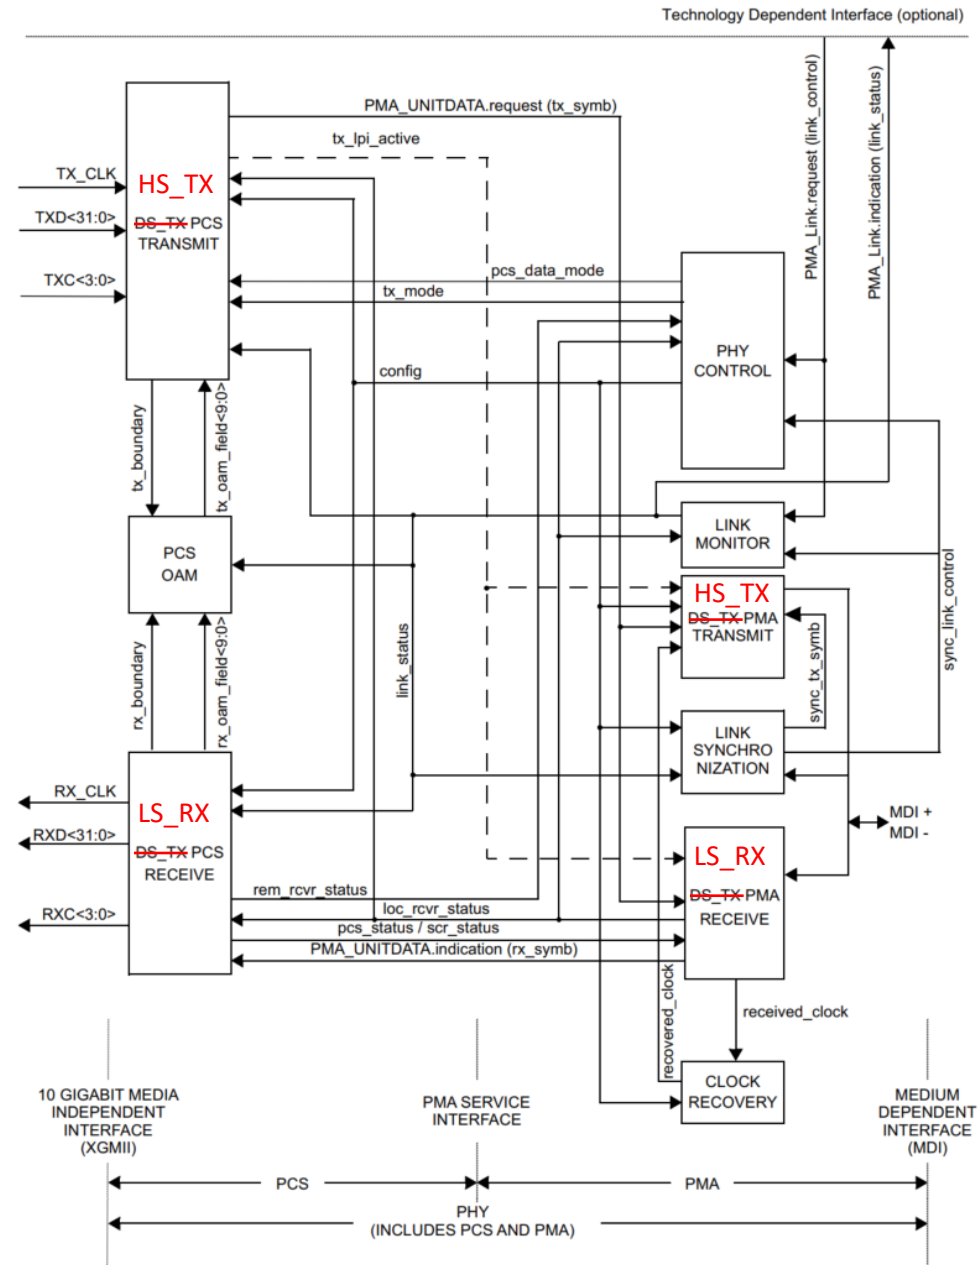 Technology Dependent Interface (optional)
PMA_Link.request (link_control)
PMA_Link.indication (link_status)
PMA_UNITDATA.request (tx_symb)
tx_lpi_active
TX_CLK
TXD<31:0>
TXC<3:0>
HS_TX
DS_TX PCS
TRANSMIT
pcs_data_mode
tx_mode
PHY
CONTROL
config
tx_boundary
tx_oam_field<9:0>
PCS
OAM
LINK
MONITOR
HS_TX
DS_TX PMA
TRANSMIT
sync_tx_symb
sync_link_control
link_status
rx_boundary
rx_oam_field<9:0>
LINK
SYNCHRO
NIZATION
RX_CLK
RXD<31:0>
RXC<3:0>
LS_RX
DS_TX PCS
RECEIVE
MDI +
MDI -
LS_RX
DS_TX PMA
RECEIVE
rem_rcvr_status
loc_rcvr_status
pcs_status / scr_status
PMA_UNITDATA.indication (rx_symb)
recovered_clock
received_clock
CLOCK
RECOVERY
10 GIGABIT MEDIA
INDEPENDENT
INTERFACE
(XGMII)
PMA SERVICE
INTERFACE
MEDIUM
DEPENDENT
INTERFACE
(MDI)
PCS
PMA
PHY
(INCLUDES PCS AND PMA)